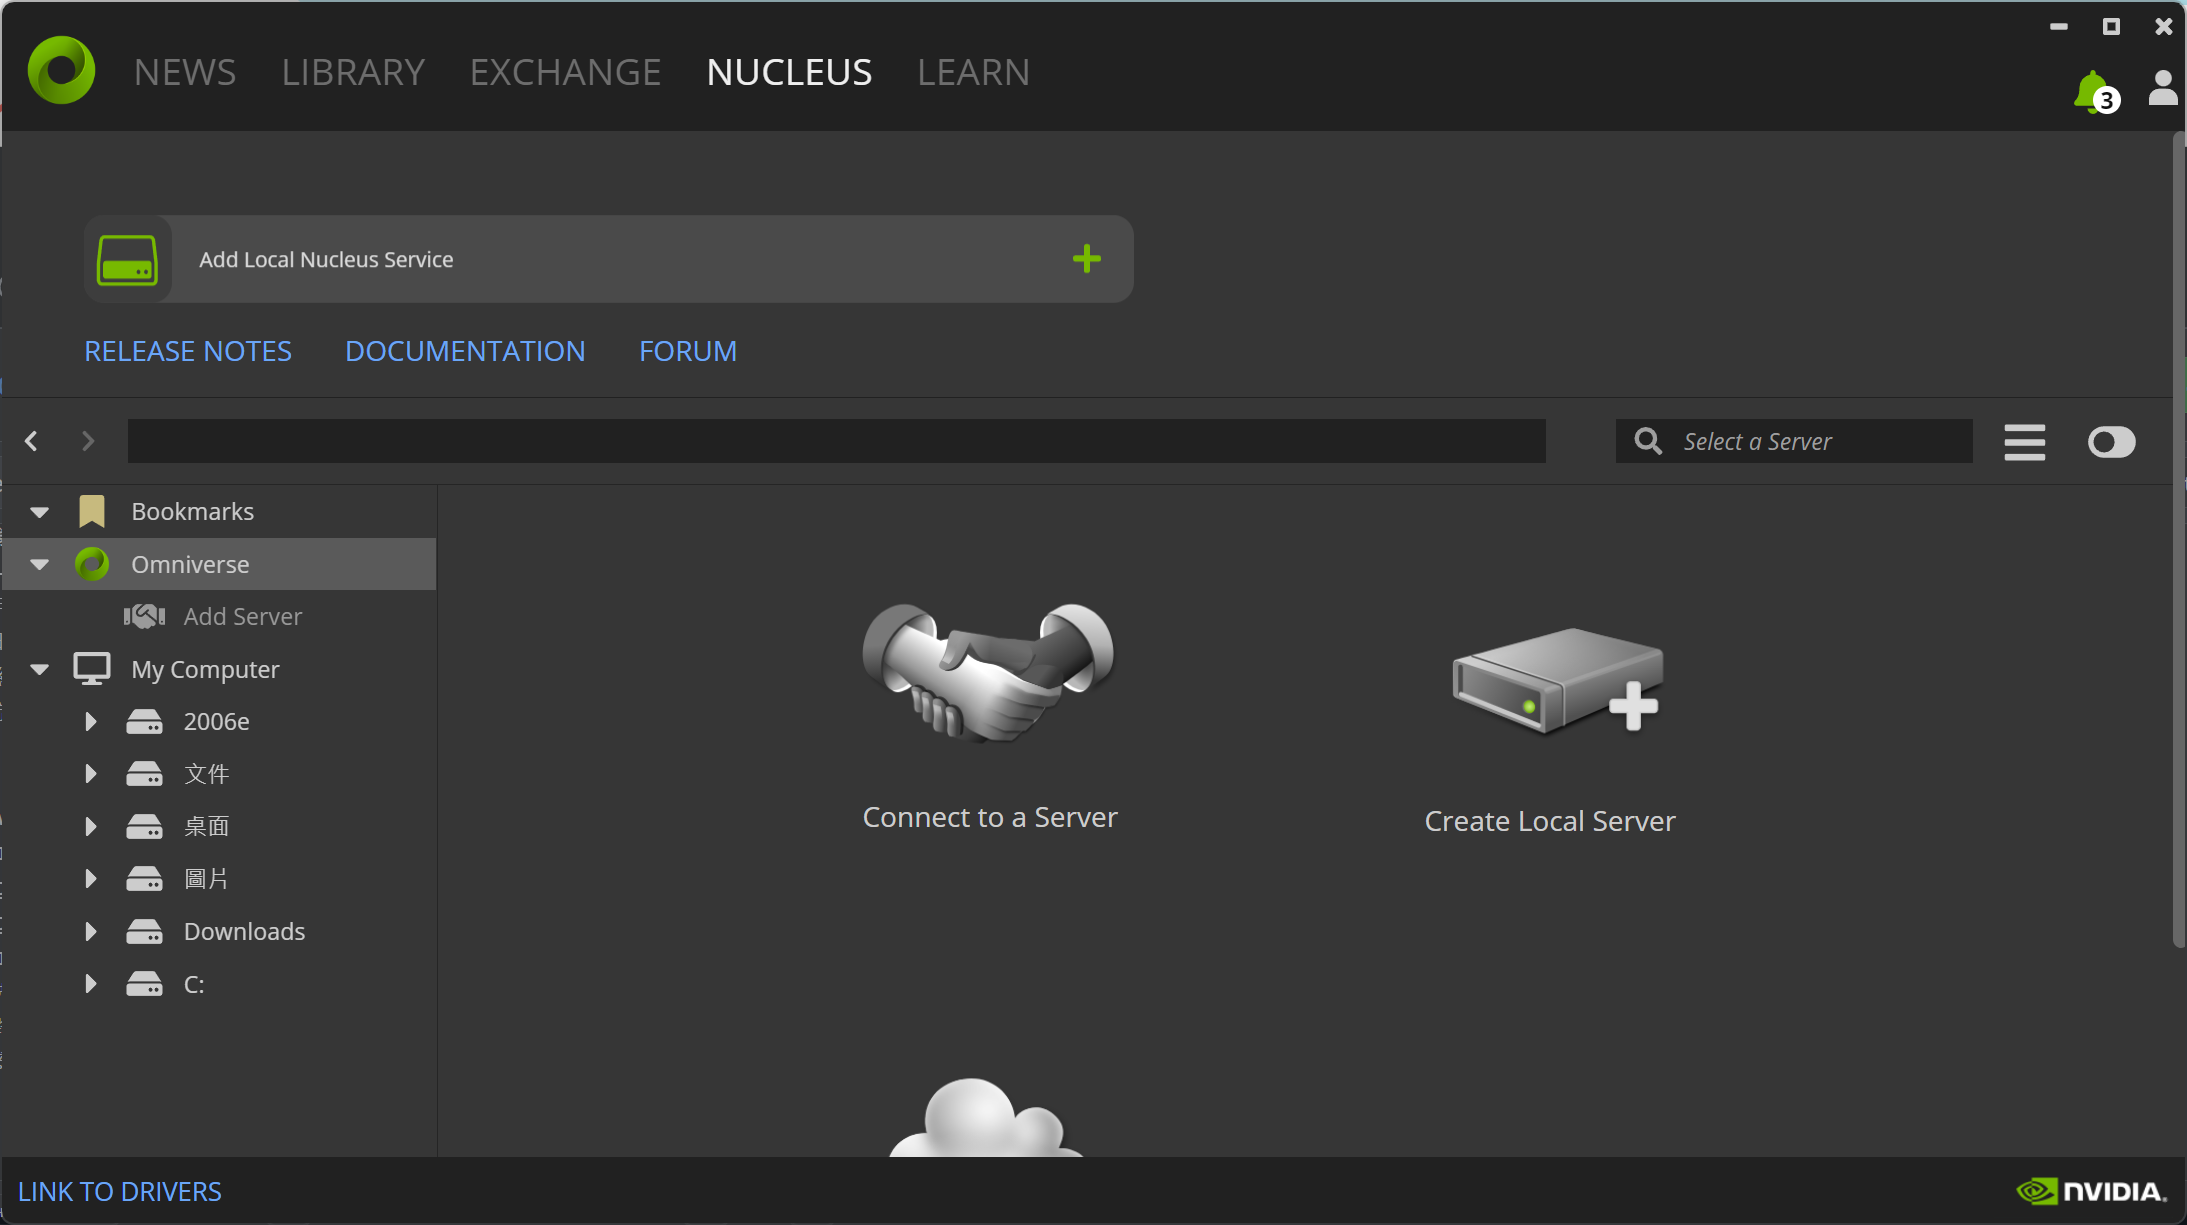 NEWS LIBRARY EXCHANGE NUCLEUS LEARN
3
Add Local Nucleus Service
RELEASE NOTES DOCUMENTATION FORUM
Select a Server
Bookmarks
Omniverse
Add Server
My Computer
2006e
文件
桌面
圖片
Downloads
C:
Connect to a Server
Create Local Server
LINK TO DRIVERS
NVIDIA.